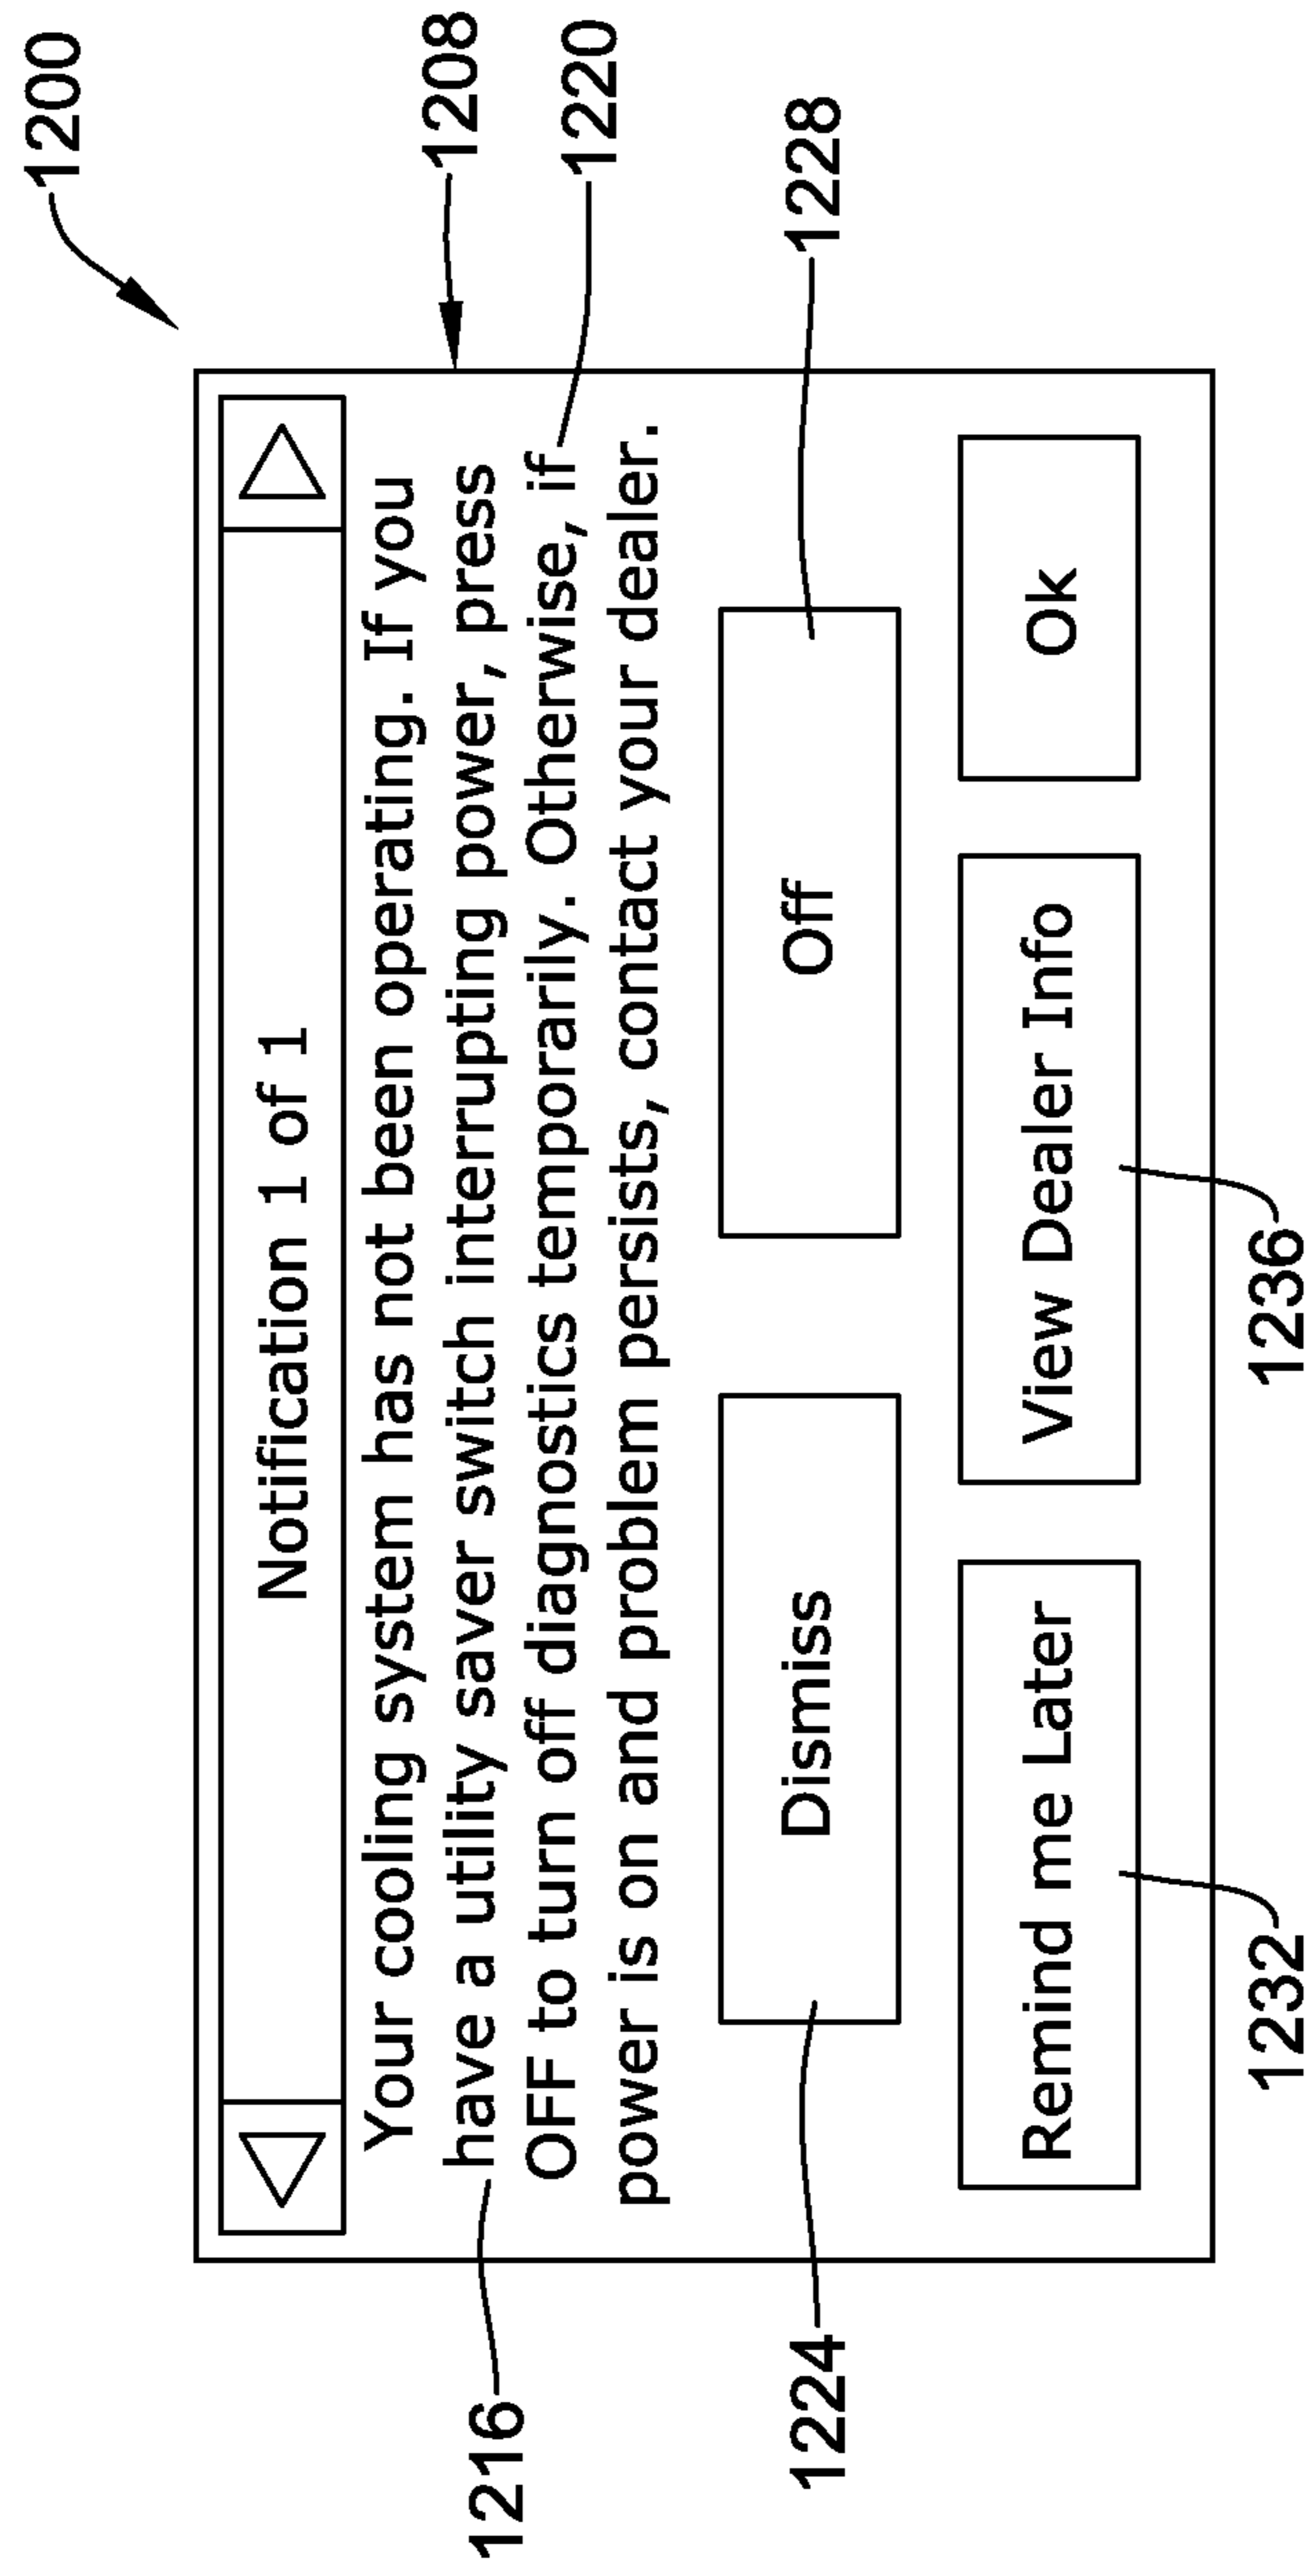 1200
1208
Notification 1 of 1
Your cooling system has not been operating. If you
1216 have a utility saver switch interrupting power, press
OFF to turn off diagnostics temporarily. Otherwise, if 1220
power is on and problem persists, contact your dealer.
1224 Dismiss Off 1228
Remind me Later View Dealer Info Ok
1232 1236